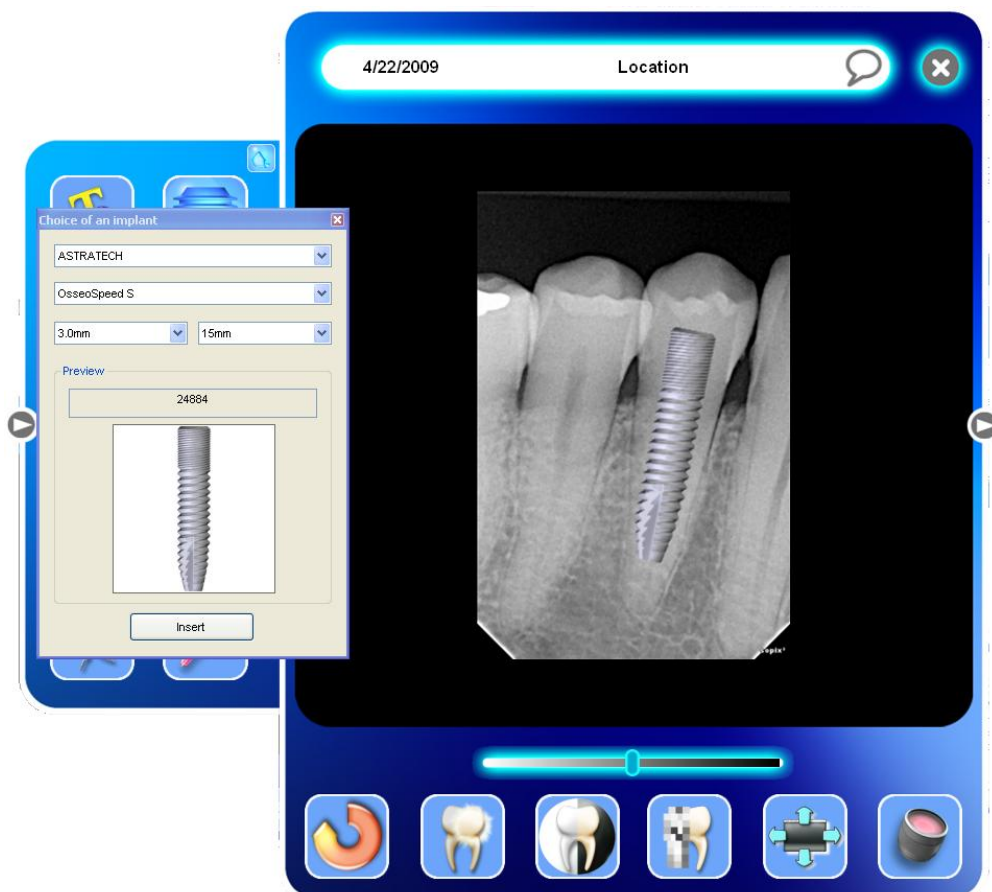 4/22/2009 Location
Choice of an implant
ASTRATECH
OsseoSpeed S
3.0mm 15mm
Preview
24884
Insert